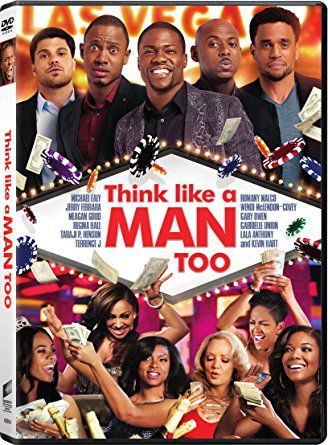 LAS VEGA
DVD
Think like a MAN TOO
MICHAEL EALY
JERRY FERRARA
MEAGAN GOOD
REGINA HALL
TARAJI P. HENSON
TERRENCE J
Think like a
MAN
TOO
ROMANY MALCO
WENDI McLENDON-COVEY
GARY OWEN
GABRIELLE UNION
LALA ANTHONY
and KEVIN HART